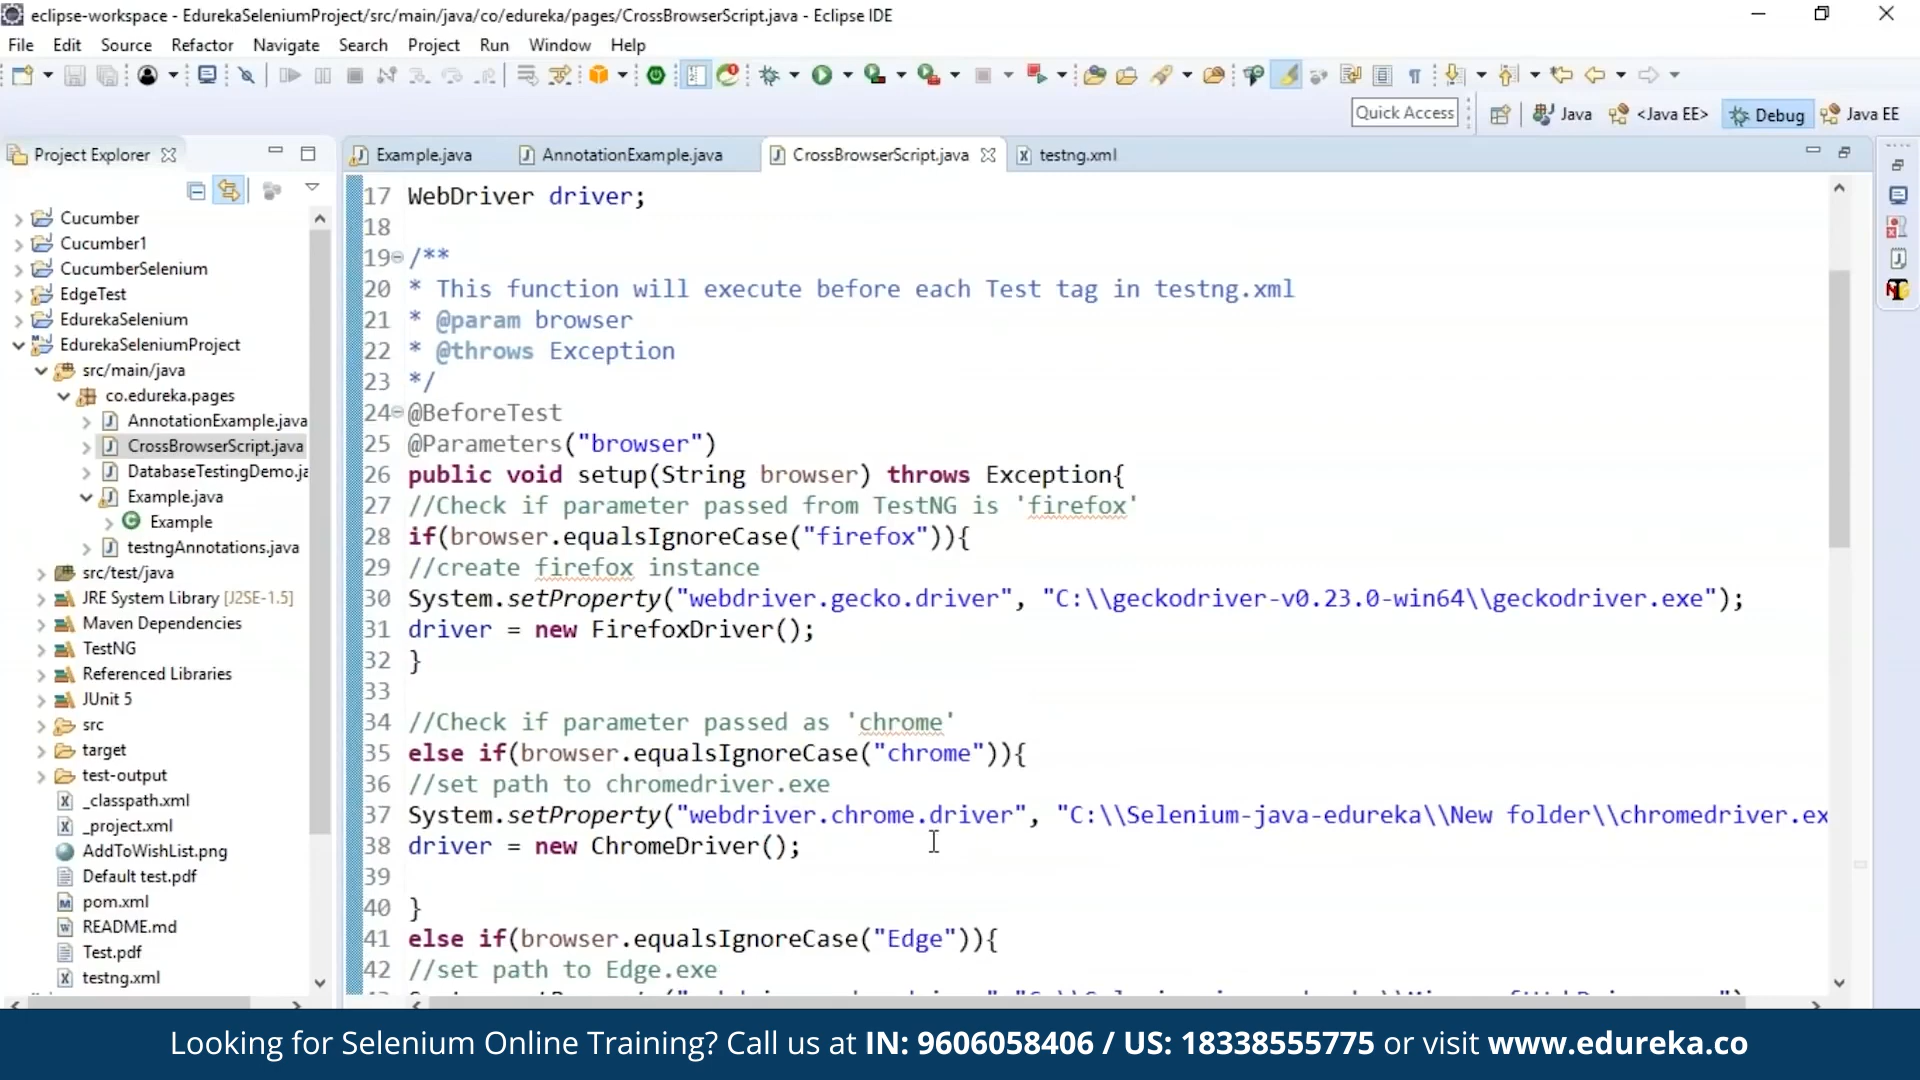 eclipse-workspace - EdurekaSeleniumProject/src/main/java/co/edureka/pages/CrossBrowserScript.java - Eclipse IDE
File Edit Source Refactor Navigate Search Project Run Window Help
Quick Access Java <Java EE> Debug Java EE
Project Explorer
Example.java AnnotationExample.java CrossBrowserScript.java testng.xml
Cucumber
Cucumber1
CucumberSelenium
EdgeTest
EdurekaSelenium
EdurekaSeleniumProject
src/main/java
co.edureka.pages
AnnotationExample.java
CrossBrowserScript.java
DatabaseTestingDemo.ja
Example.java
Example
testngAnnotations.java
src/test/java
JRE System Library [J2SE-1.5]
Maven Dependencies
TestNG
Referenced Libraries
JUnit 5
src
target
test-output
_classpath.xml
_project.xml
AddToWishList.png
Default test.pdf
pom.xml
README.md
Test.pdf
testng.xml
17 WebDriver driver;
18
19 /**
20 * This function will execute before each Test tag in testng.xml
21 * @param browser
22 * @throws Exception
23 */
24 @BeforeTest
25 @Parameters("browser")
26 public void setup(String browser) throws Exception{
27 //Check if parameter passed from TestNG is 'firefox'
28 if(browser.equalsIgnoreCase("firefox")){
29 //create firefox instance
30 System.setProperty("webdriver.gecko.driver", "C:\\geckodriver-v0.23.0-win64\\geckodriver.exe");
31 driver = new FirefoxDriver();
32 }
33
34 //Check if parameter passed as 'chrome'
35 else if(browser.equalsIgnoreCase("chrome")){
36 //set path to chromedriver.exe
37 System.setProperty("webdriver.chrome.driver", "C:\\Selenium-java-edureka\\New folder\\chromedriver.ex
38 driver = new ChromeDriver();
39
40 }
41 else if(browser.equalsIgnoreCase("Edge")){
42 //set path to Edge.exe
Looking for Selenium Online Training? Call us at IN: 9606058406 / US: 18338555775 or visit www.edureka.co